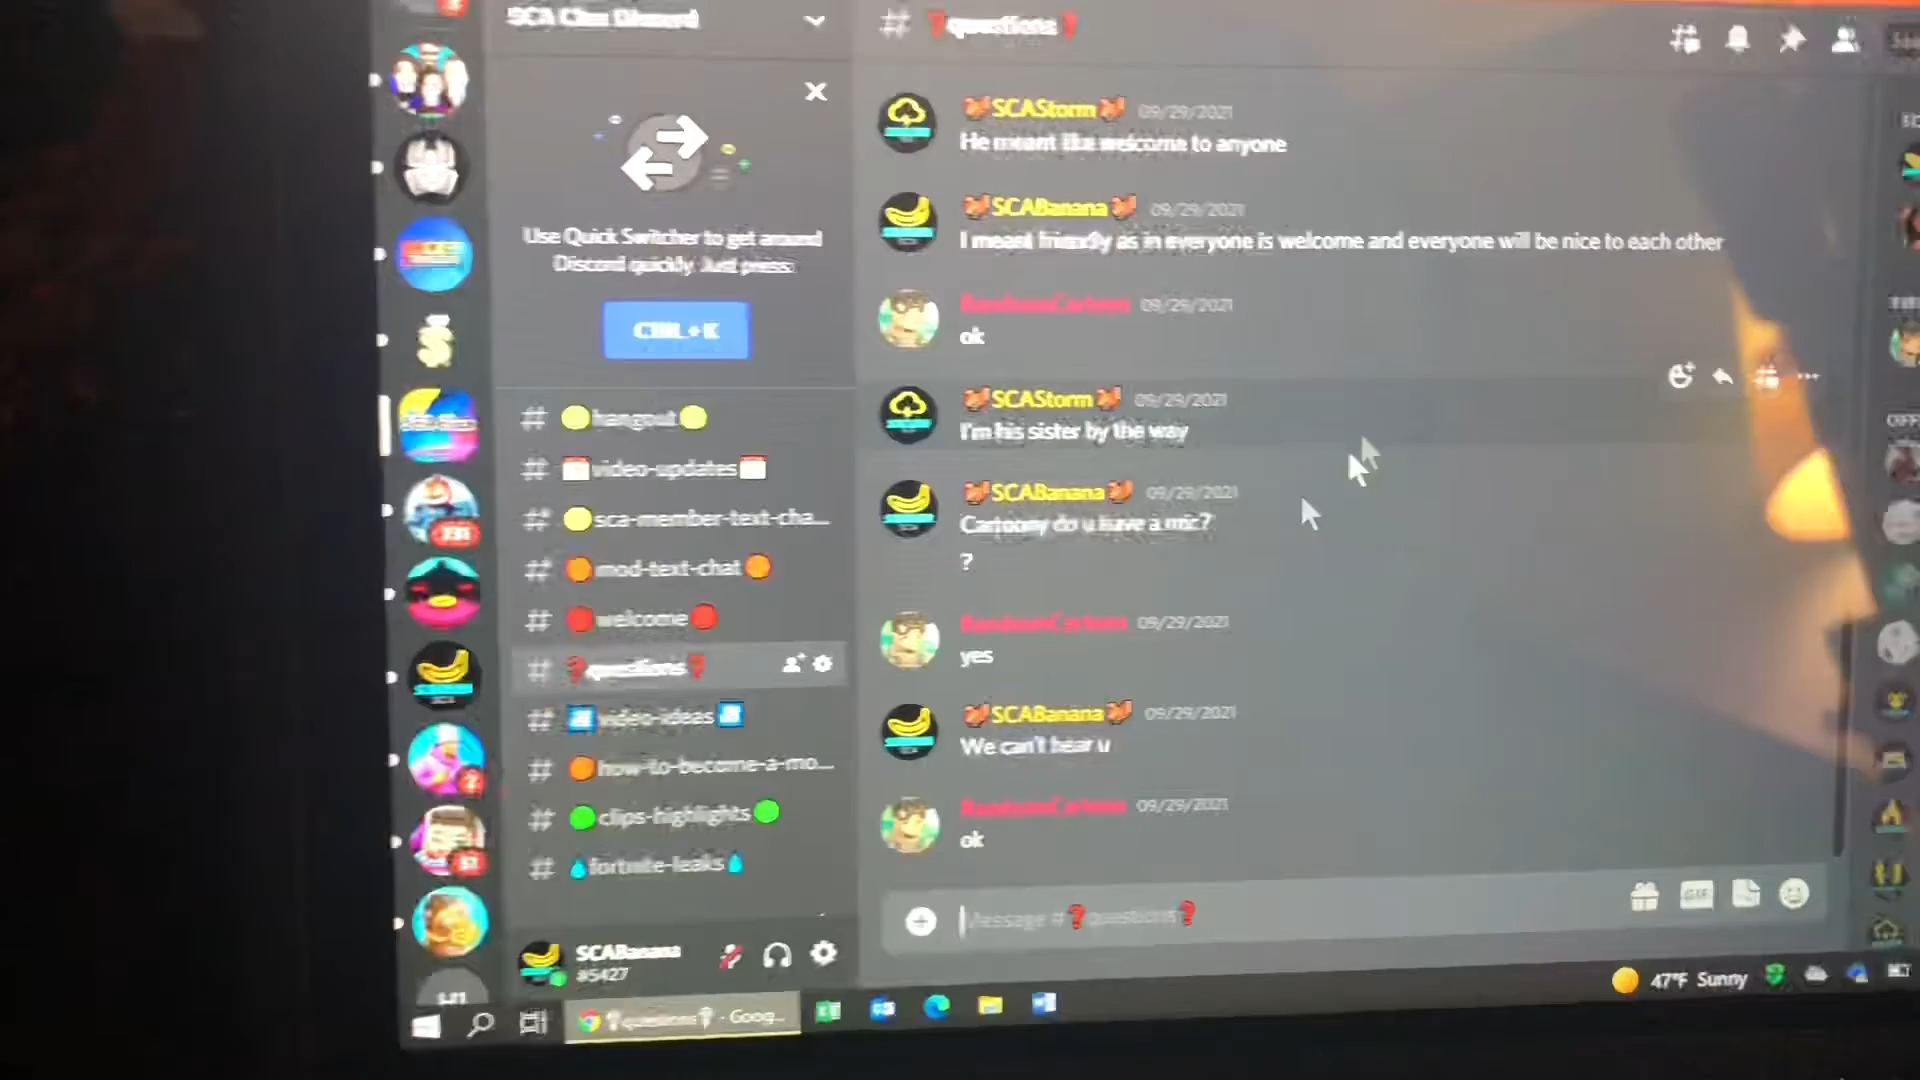 SCA Clan Discord
# ❓questions❓
Use Quick Switcher to get around
Discord quickly. Just press:
CTRL + K
# hangout
# video-updates
# sca-member-text-cha...
# mod-text-chat
# welcome
# ❓questions❓
# video-ideas
# how-to-become-a-mo...
# clips-highlights
# fortnite-leaks
SCABanana
#5427
SCAStorm 09/29/2021
He meant like welcome to anyone
SCABanana 09/29/2021
I meant friendly as in everyone is welcome and everyone will be nice to each other
RandomCartoon 09/29/2021
ok
SCAStorm 09/29/2021
I'm his sister by the way
SCABanana 09/29/2021
Cartoony do u have a mic?
?
RandomCartoon 09/29/2021
yes
SCABanana 09/29/2021
We can't hear u
RandomCartoon 09/29/2021
ok
Message #❓questions❓
GIF
❓questions❓ - Goog...
47°F Sunny